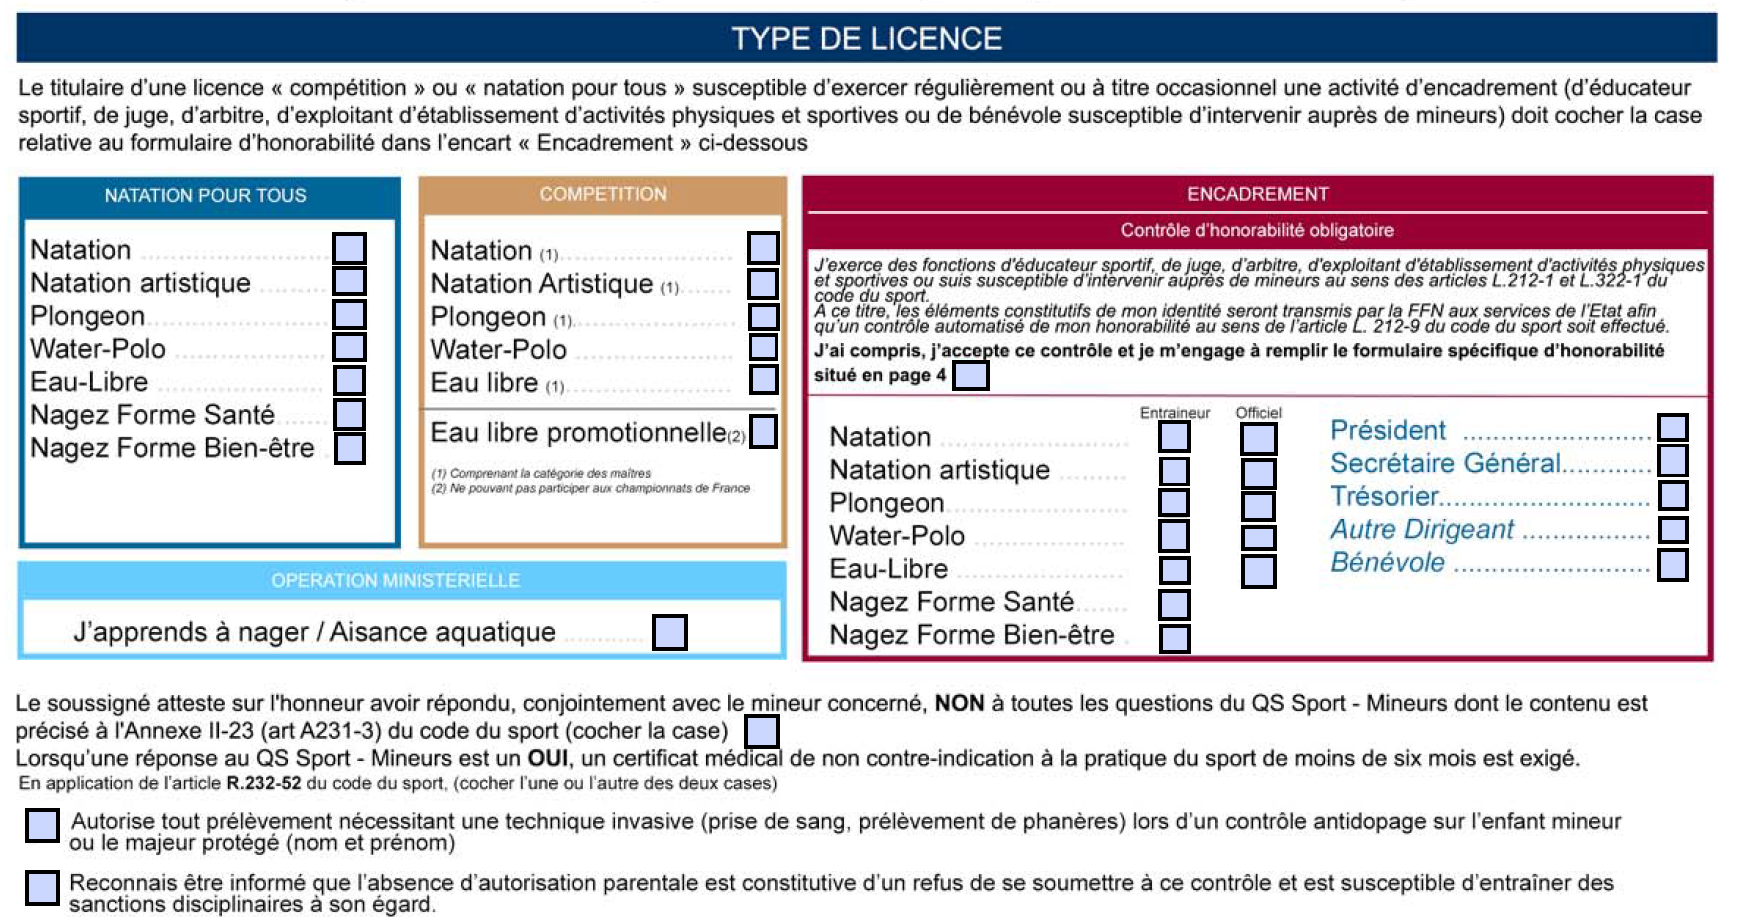 TYPE DE LICENCE
Le titulaire d'une licence « compétition » ou « natation pour tous » susceptible d'exercer régulièrement ou à titre occasionnel une activité d'encadrement (d'éducateur
sportif, de juge, d'arbitre, d'exploitant d'établissement d'activités physiques et sportives ou de bénévole susceptible d'intervenir auprès de mineurs) doit cocher la case
relative au formulaire d'honorabilité dans l'encart « Encadrement » ci-dessous
NATATION POUR TOUS
Natation
Natation artistique
Plongeon
Water-Polo
Eau-Libre
Nagez Forme Santé
Nagez Forme Bien-être
COMPETITION
Natation (1)
Natation Artistique (1)
Plongeon (1)
Water-Polo
Eau libre (1)
Eau libre promotionnelle(2)
(1) Comprenant la catégorie des maîtres
(2) Ne pouvant pas participer aux championnats de France
OPERATION MINISTERIELLE
J'apprends à nager / Aisance aquatique
ENCADREMENT
Contrôle d'honorabilité obligatoire
J'exerce des fonctions d'éducateur sportif, de juge, d'arbitre, d'exploitant d'établissement d'activités physiques
et sportives ou suis susceptible d'intervenir auprès de mineurs au sens des articles L.212-1 et L.322-1 du
code du sport.
A ce titre, les éléments constitutifs de mon identité seront transmis par la FFN aux services de l'Etat afin
qu'un contrôle automatisé de mon honorabilité au sens de l'article L. 212-9 du code du sport soit effectué.
J'ai compris, j'accepte ce contrôle et je m'engage à remplir le formulaire spécifique d'honorabilité
situé en page 4
Entraineur Officiel
Natation
Natation artistique
Plongeon
Water-Polo
Eau-Libre
Nagez Forme Santé
Nagez Forme Bien-être
Président
Secrétaire Général
Trésorier
Autre Dirigeant
Bénévole
Le soussigné atteste sur l'honneur avoir répondu, conjointement avec le mineur concerné, NON à toutes les questions du QS Sport - Mineurs dont le contenu est
précisé à l'Annexe II-23 (art A231-3) du code du sport (cocher la case)
Lorsqu'une réponse au QS Sport - Mineurs est un OUI, un certificat médical de non contre-indication à la pratique du sport de moins de six mois est exigé.
En application de l'article R.232-52 du code du sport, (cocher l'une ou l'autre des deux cases)
Autorise tout prélèvement nécessitant une technique invasive (prise de sang, prélèvement de phanères) lors d'un contrôle antidopage sur l'enfant mineur
ou le majeur protégé (nom et prénom)
Reconnais être informé que l'absence d'autorisation parentale est constitutive d'un refus de se soumettre à ce contrôle et est susceptible d'entraîner des
sanctions disciplinaires à son égard.